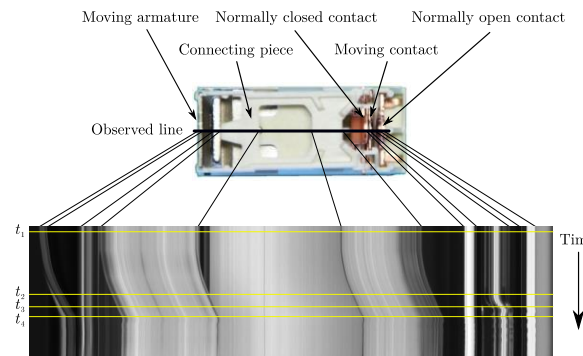 Moving armature
Normally closed contact
Normally open contact
Connecting piece
Moving contact
Observed line
t1
Tim
t2
t3
t4